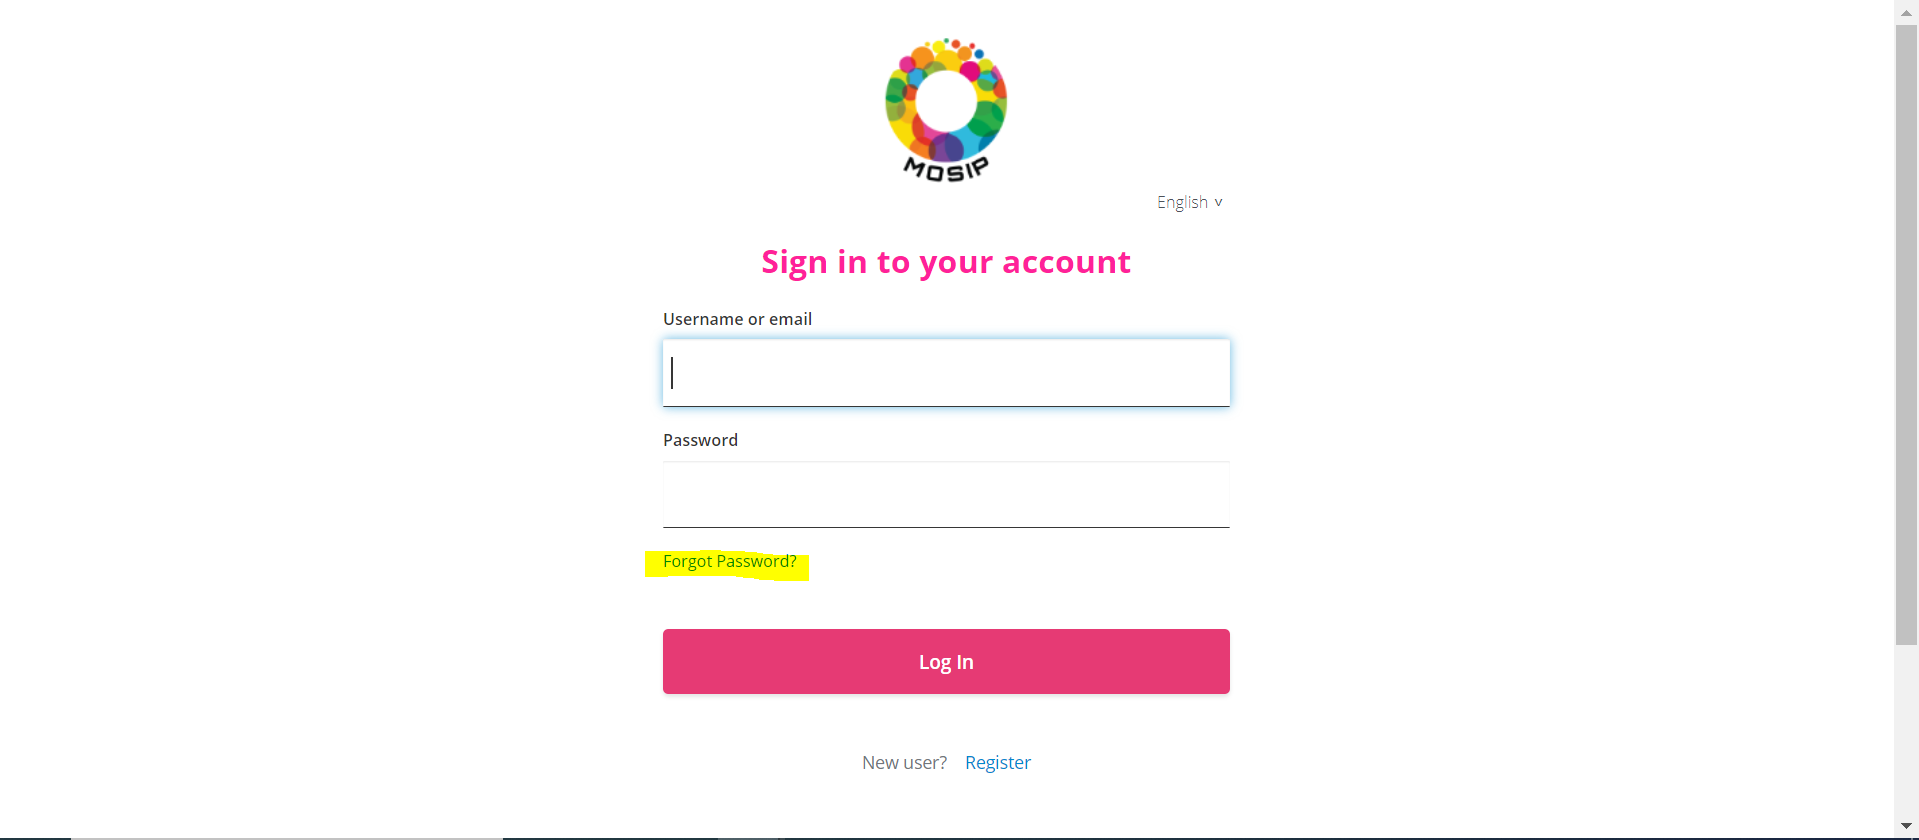 MOSIP
English v
Sign in to your account
Username or email
Password
Forgot Password?
Log In
New user? Register